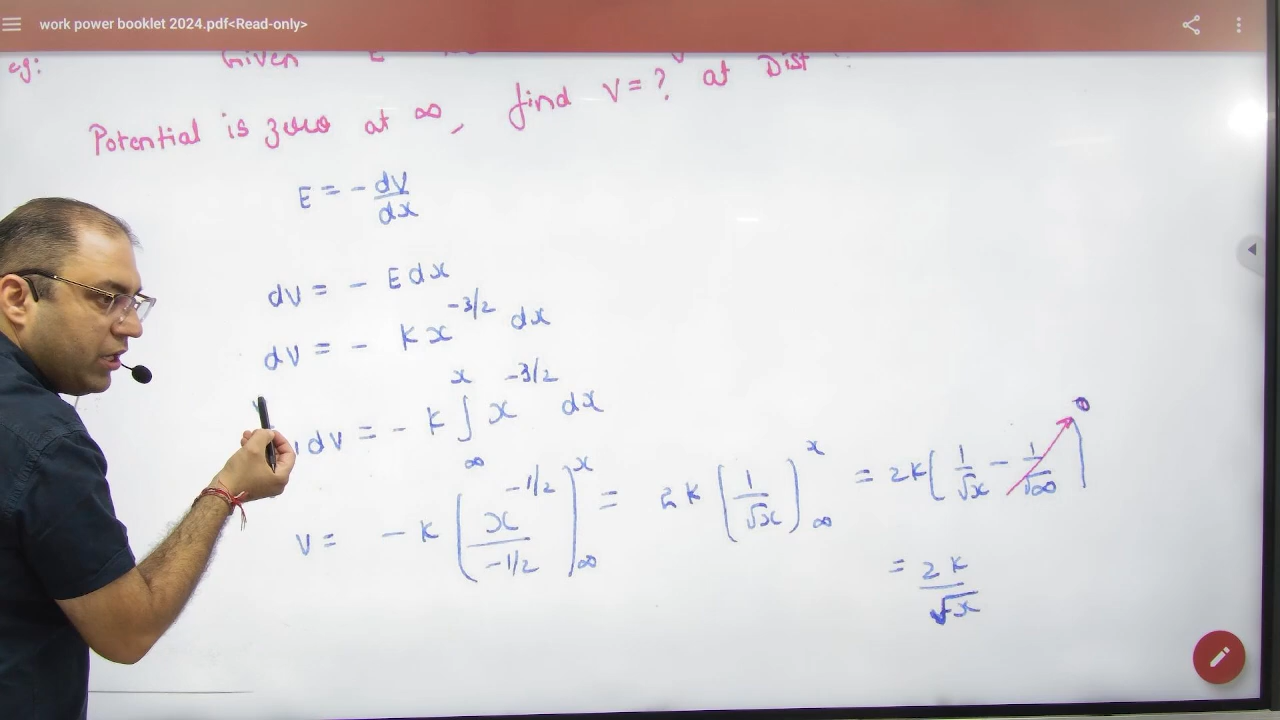 work power booklet 2024.pdf<Read-only>
eg: Given E
Potential is zero at ∞, find V = ? at Dist
E = - dV/dx
dV = - E dx
dV = - K x^{-3/2} dx
dV = - K ∫_∞^x x^{-3/2} dx
V = - K [x^{-1/2}/(-1/2)]_∞^x = 2K [1/√x]_∞^x = 2K [1/√x - 1/√∞] 0
= 2K/√x